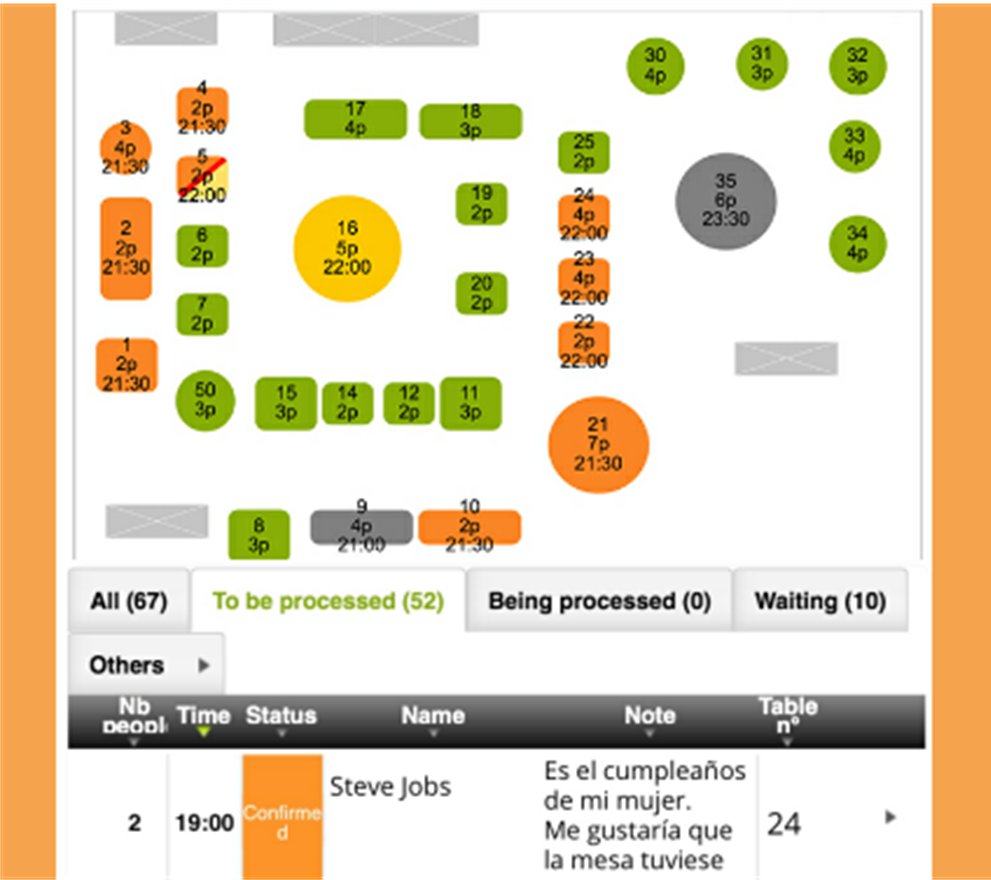 30
4p
31
3p
32
3p
4
2p
21:30
17
4p
18
3p
3
4p
21:30
25
2p
33
4p
5
2p
22:00
35
6p
23:30
19
2p
24
4p
22:00
2
2p
21:30
6
2p
16
5p
22:00
34
4p
23
4p
22:00
20
2p
7
2p
22
2p
22:00
1
2p
21:30
50
3p
15
3p
14
2p
12
2p
11
3p
21
7p
21:30
8
3p
9
4p
21:00
10
2p
21:30
All (67) To be processed (52) Being processed (0) Waiting (10)
Others
Nb
peopl
Time Status Name Note
Table
n°
2 19:00
Confirme
d
Steve Jobs
Es el cumpleaños
de mi mujer.
Me gustaría que
la mesa tuviese
24